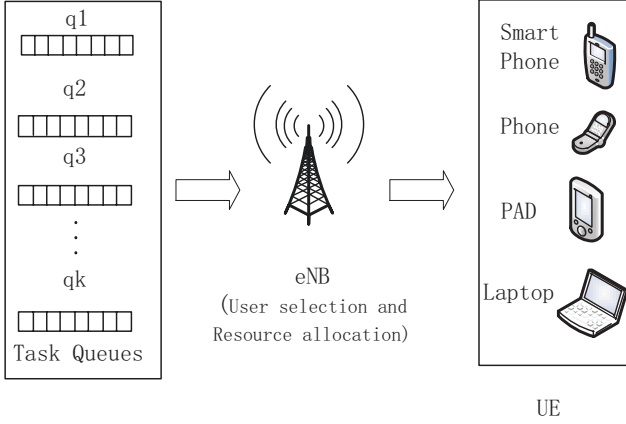 q1
q2
q3
qk
Task Queues
eNB
(User selection and
Resource allocation)
Smart
Phone
Phone
PAD
Laptop
UE